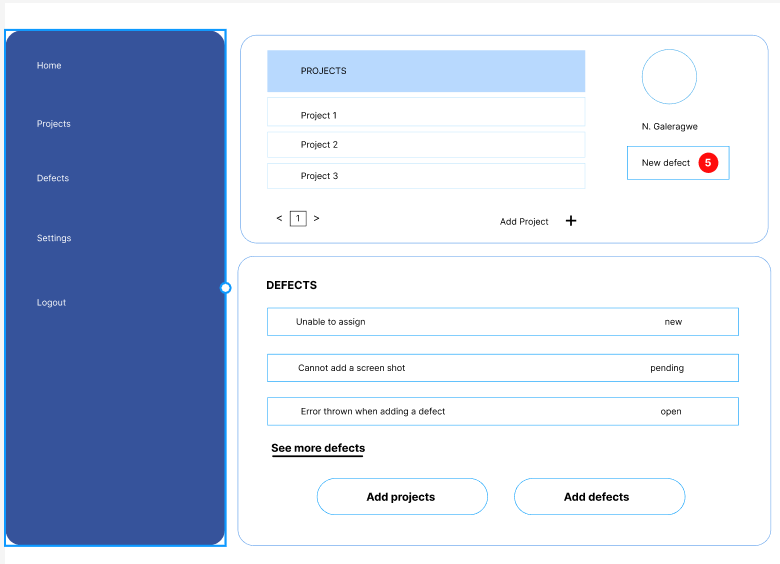 Home
Projects
Defects
Settings
Logout
PROJECTS
Project 1
Project 2
Project 3
< 1 >
Add Project +
N. Galeragwe
New defect 5
DEFECTS
Unable to assign new
Cannot add a screen shot pending
Error thrown when adding a defect open
See more defects
Add projects Add defects